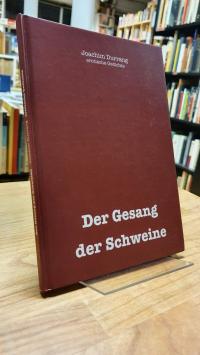 Joachim Durrang
erotische Gedichte
Der Gesang
der Schweine